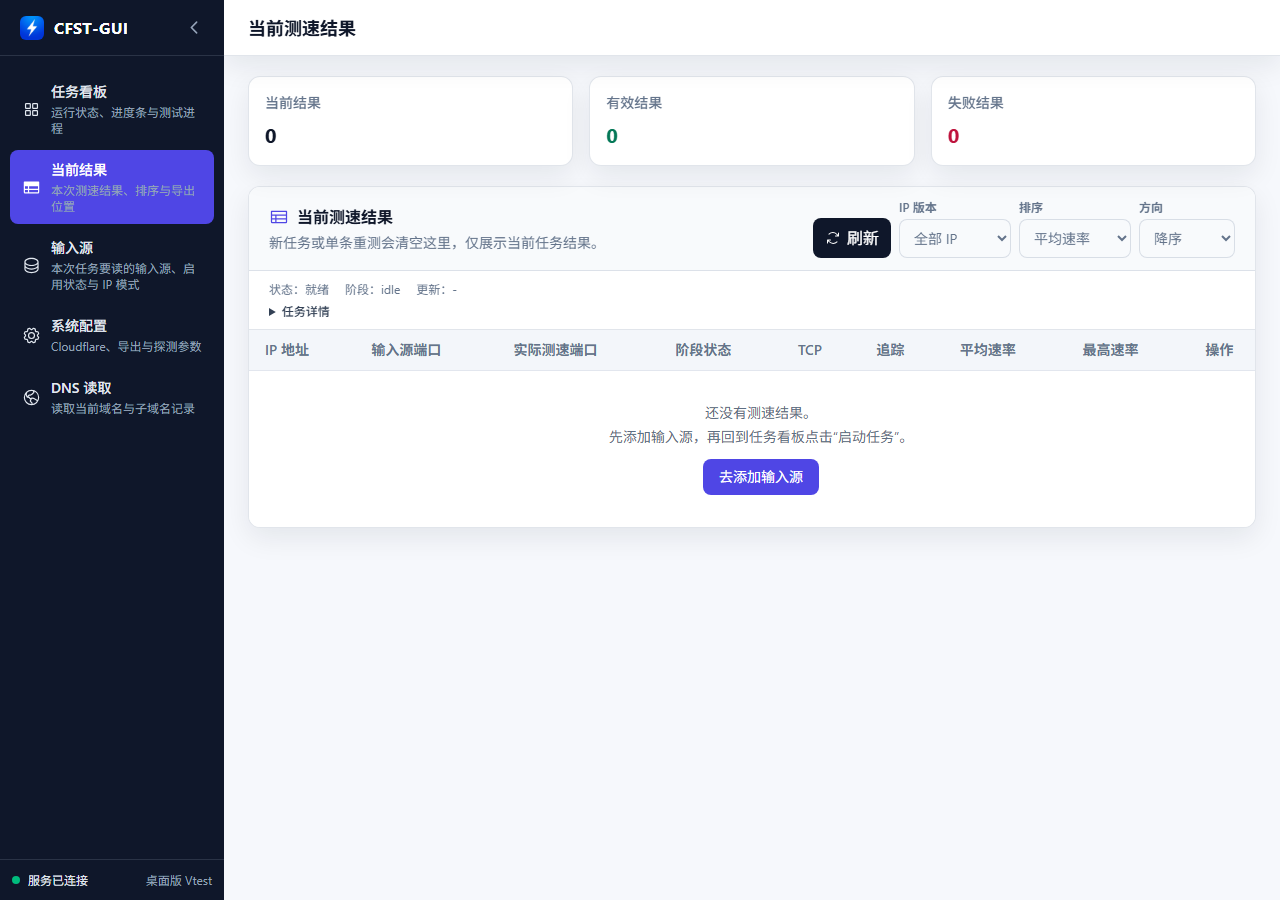 CFST-GUI
任务看板
运行状态、进度条与测试进
程
当前结果
本次测速结果、排序与导出
位置
输入源
本次任务要读的输入源、启
用状态与 IP 模式
系统配置
Cloudflare、导出与探测参数
DNS 读取
读取当前域名与子域名记录
服务已连接
桌面版 Vtest
当前测速结果
当前结果
0
有效结果
0
失败结果
0
当前测速结果
新任务或单条重测会清空这里，仅展示当前任务结果。
刷新
IP 版本
全部 IP
排序
平均速率
方向
降序
状态：就绪 阶段：idle 更新：-
任务详情
IP 地址 输入源端口 实际测速端口 阶段状态 TCP 追踪 平均速率 最高速率 操作
还没有测速结果。
先添加输入源，再回到任务看板点击“启动任务”。
去添加输入源